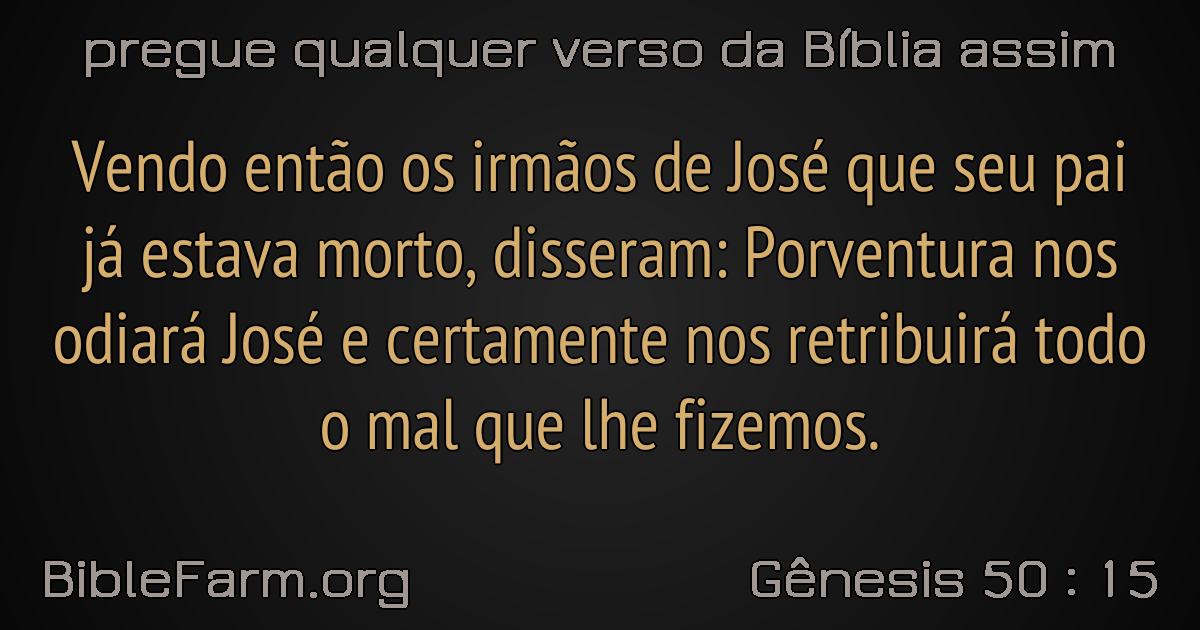 pregue qualquer verso da Bíblia assim
Vendo então os irmãos de José que seu pai
já estava morto, disseram: Porventura nos
odiará José e certamente nos retribuirá todo
o mal que lhe fizemos.
BibleFarm.org
Gênesis 50 : 15